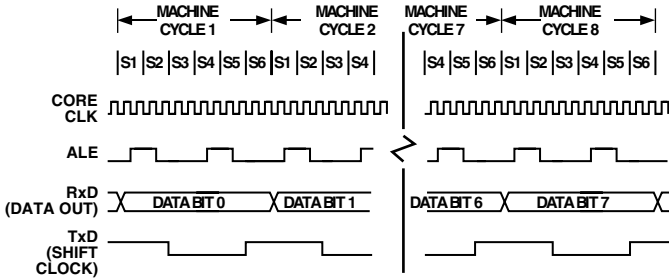 MACHINE CYCLE 1
MACHINE CYCLE 2
MACHINE CYCLE 7
MACHINE CYCLE 8
S1 S2 S3 S4 S5 S6 S1 S2 S3 S4
S4 S5 S6 S1 S2 S3 S4 S5 S6
CORE CLK
ALE
RxD
(DATA OUT)
DATA BIT 0
DATA BIT 1
DATA BIT 6
DATA BIT 7
TxD
(SHIFT
CLOCK)